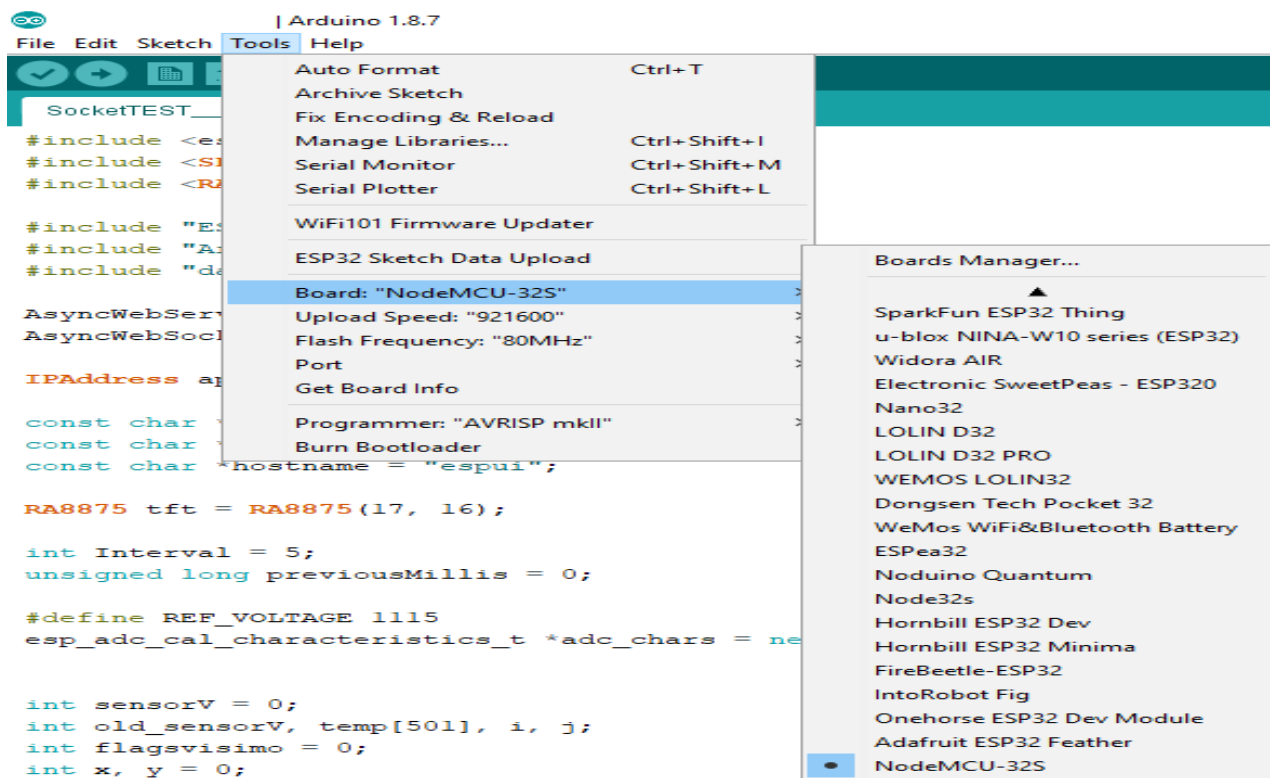 | Arduino 1.8.7
File Edit Sketch Tools Help
Auto Format Ctrl+T
Archive Sketch
Fix Encoding & Reload
Manage Libraries... Ctrl+Shift+I
Serial Monitor Ctrl+Shift+M
Serial Plotter Ctrl+Shift+L
WiFi101 Firmware Updater
ESP32 Sketch Data Upload
Board: "NodeMCU-32S"
Upload Speed: "921600"
Flash Frequency: "80MHz"
Port
Get Board Info
Programmer: "AVRISP mkII"
Burn Bootloader
Boards Manager...
SparkFun ESP32 Thing
u-blox NINA-W10 series (ESP32)
Widora AIR
Electronic SweetPeas - ESP320
Nano32
LOLIN D32
LOLIN D32 PRO
WEMOS LOLIN32
Dongsen Tech Pocket 32
WeMos WiFi&Bluetooth Battery
ESPea32
Noduino Quantum
Node32s
Hornbill ESP32 Dev
Hornbill ESP32 Minima
FireBeetle-ESP32
IntoRobot Fig
Onehorse ESP32 Dev Module
Adafruit ESP32 Feather
NodeMCU-32S
SocketTEST_
#include <es
#include <SP
#include <RA
#include "ES
#include "A
#include "da
AsyncWebSer
AsyncWebSoc
IPAddress ap
const char *
const char *
const char *hostname = "espui";
RA8875 tft = RA8875(17, 16);
int Interval = 5;
unsigned long previousMillis = 0;
#define REF_VOLTAGE 1115
esp_adc_cal_characteristics_t *adc_chars = ne
int sensorV = 0;
int old_sensorV, temp[501], i, j;
int flagsvisimo = 0;
int x, y = 0;